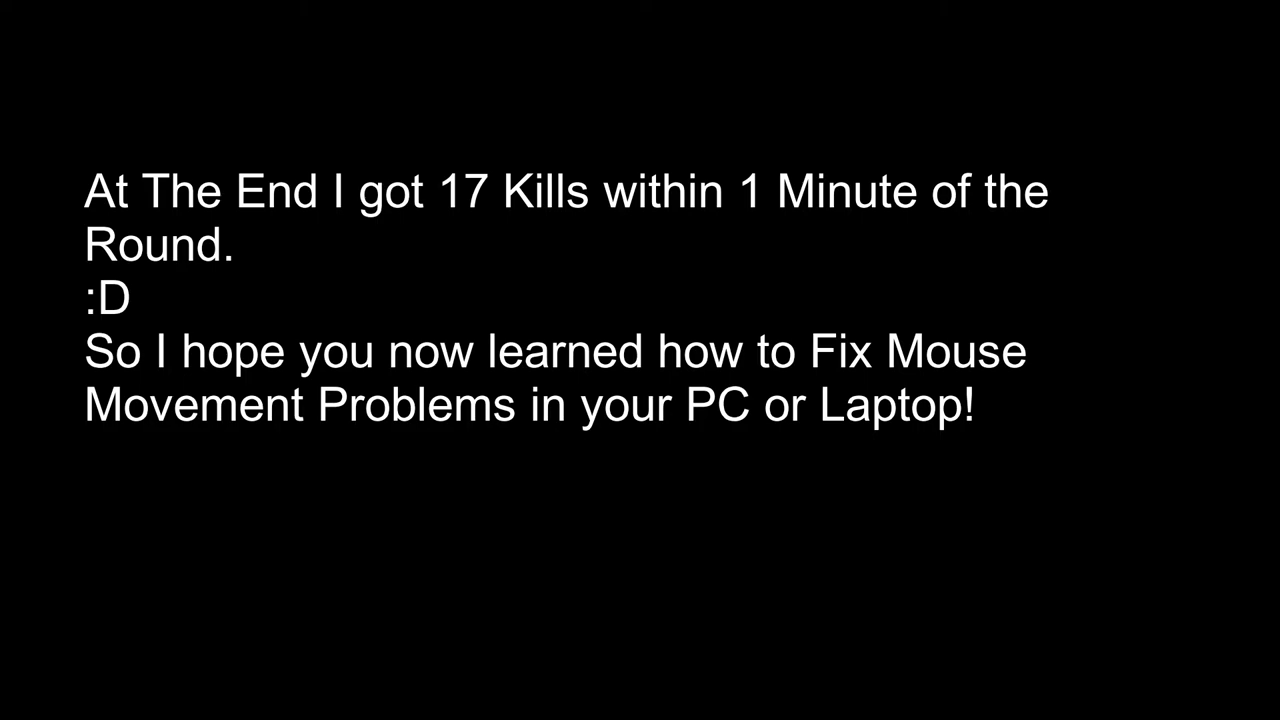 At The End I got 17 Kills within 1 Minute of the
Round.
:D
So I hope you now learned how to Fix Mouse
Movement Problems in your PC or Laptop!